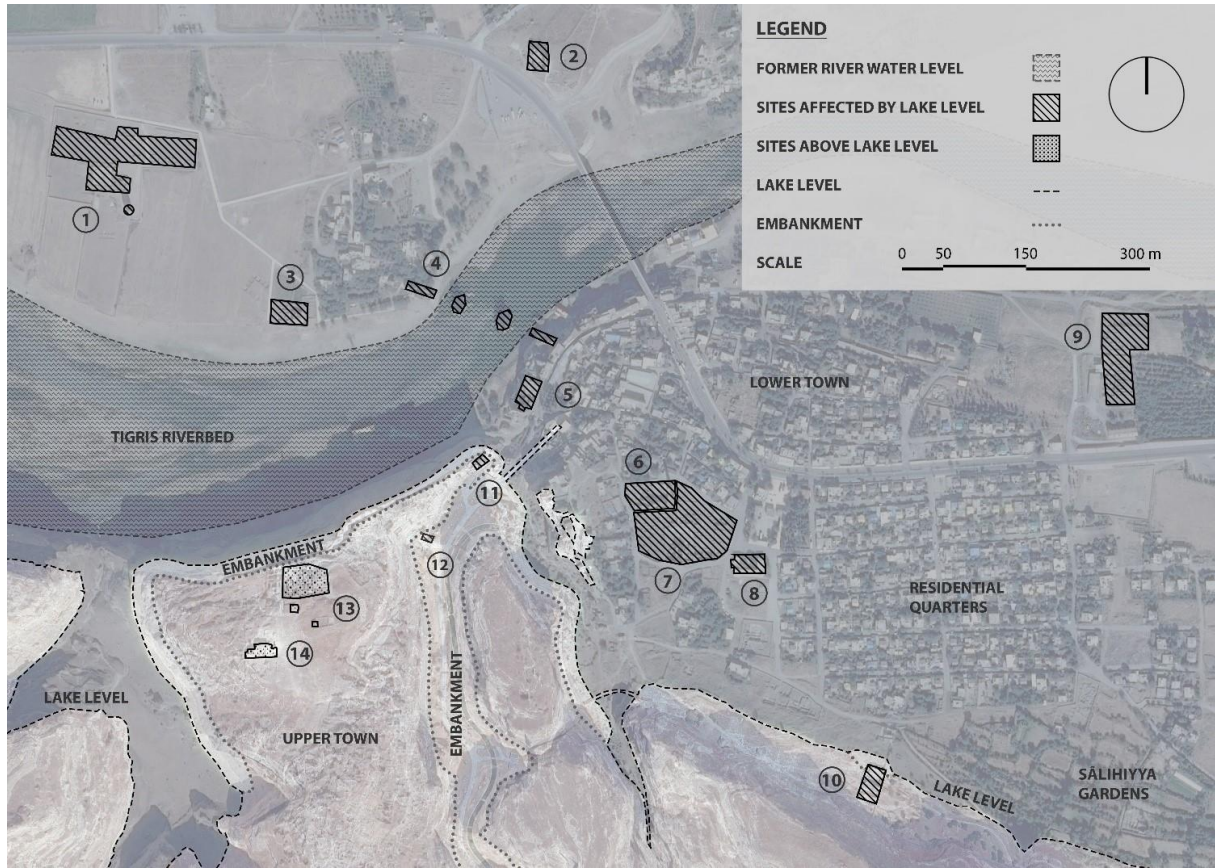 LEGEND
FORMER RIVER WATER LEVEL
SITES AFFECTED BY LAKE LEVEL
SITES ABOVE LAKE LEVEL
LAKE LEVEL
EMBANKMENT
SCALE
0 50 150 300 m
2
1
3
4
9
5
LOWER TOWN
TIGRIS RIVERBED
6
11
12
EMBANKMENT
7
8
13
RESIDENTIAL
QUARTERS
14
LAKE LEVEL
EMBANKMENT
UPPER TOWN
10
LAKE LEVEL
SĀLIHIYYA
GARDENS